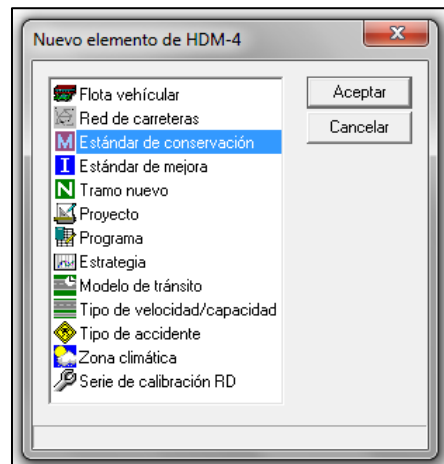 Nuevo elemento de HDM-4
Flota vehícular
Red de carreteras
M Estándar de conservación
I Estándar de mejora
N Tramo nuevo
Proyecto
Programa
Estrategia
Modelo de tránsito
Tipo de velocidad/capacidad
Tipo de accidente
Zona climática
Serie de calibración RD
Aceptar
Cancelar